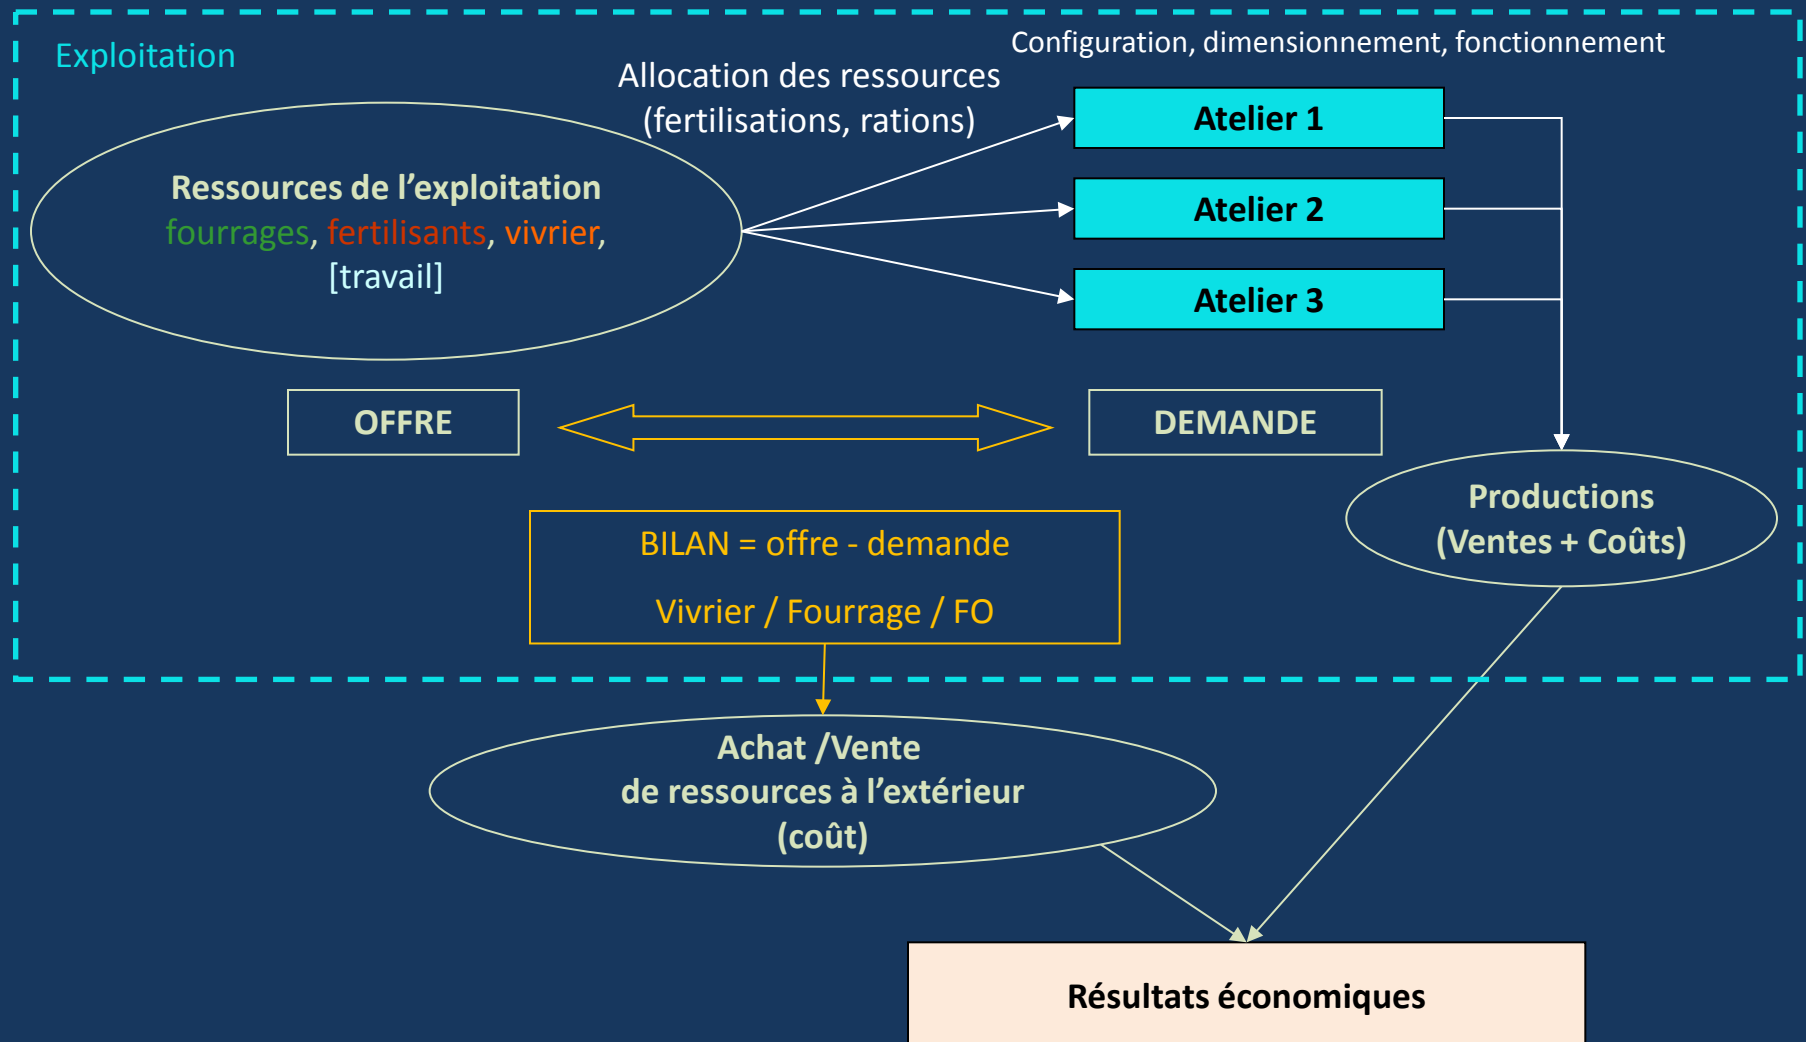 Exploitation
Configuration, dimensionnement, fonctionnement
Allocation des ressources
(fertilisations, rations)
Ressources de l’exploitation
fourrages, fertilisants, vivrier,
[travail]
Atelier 1
Atelier 2
Atelier 3
OFFRE
DEMANDE
BILAN = offre - demande
Vivrier / Fourrage / FO
Productions
(Ventes + Coûts)
Achat /Vente
de ressources à l’extérieur
(coût)
Résultats économiques